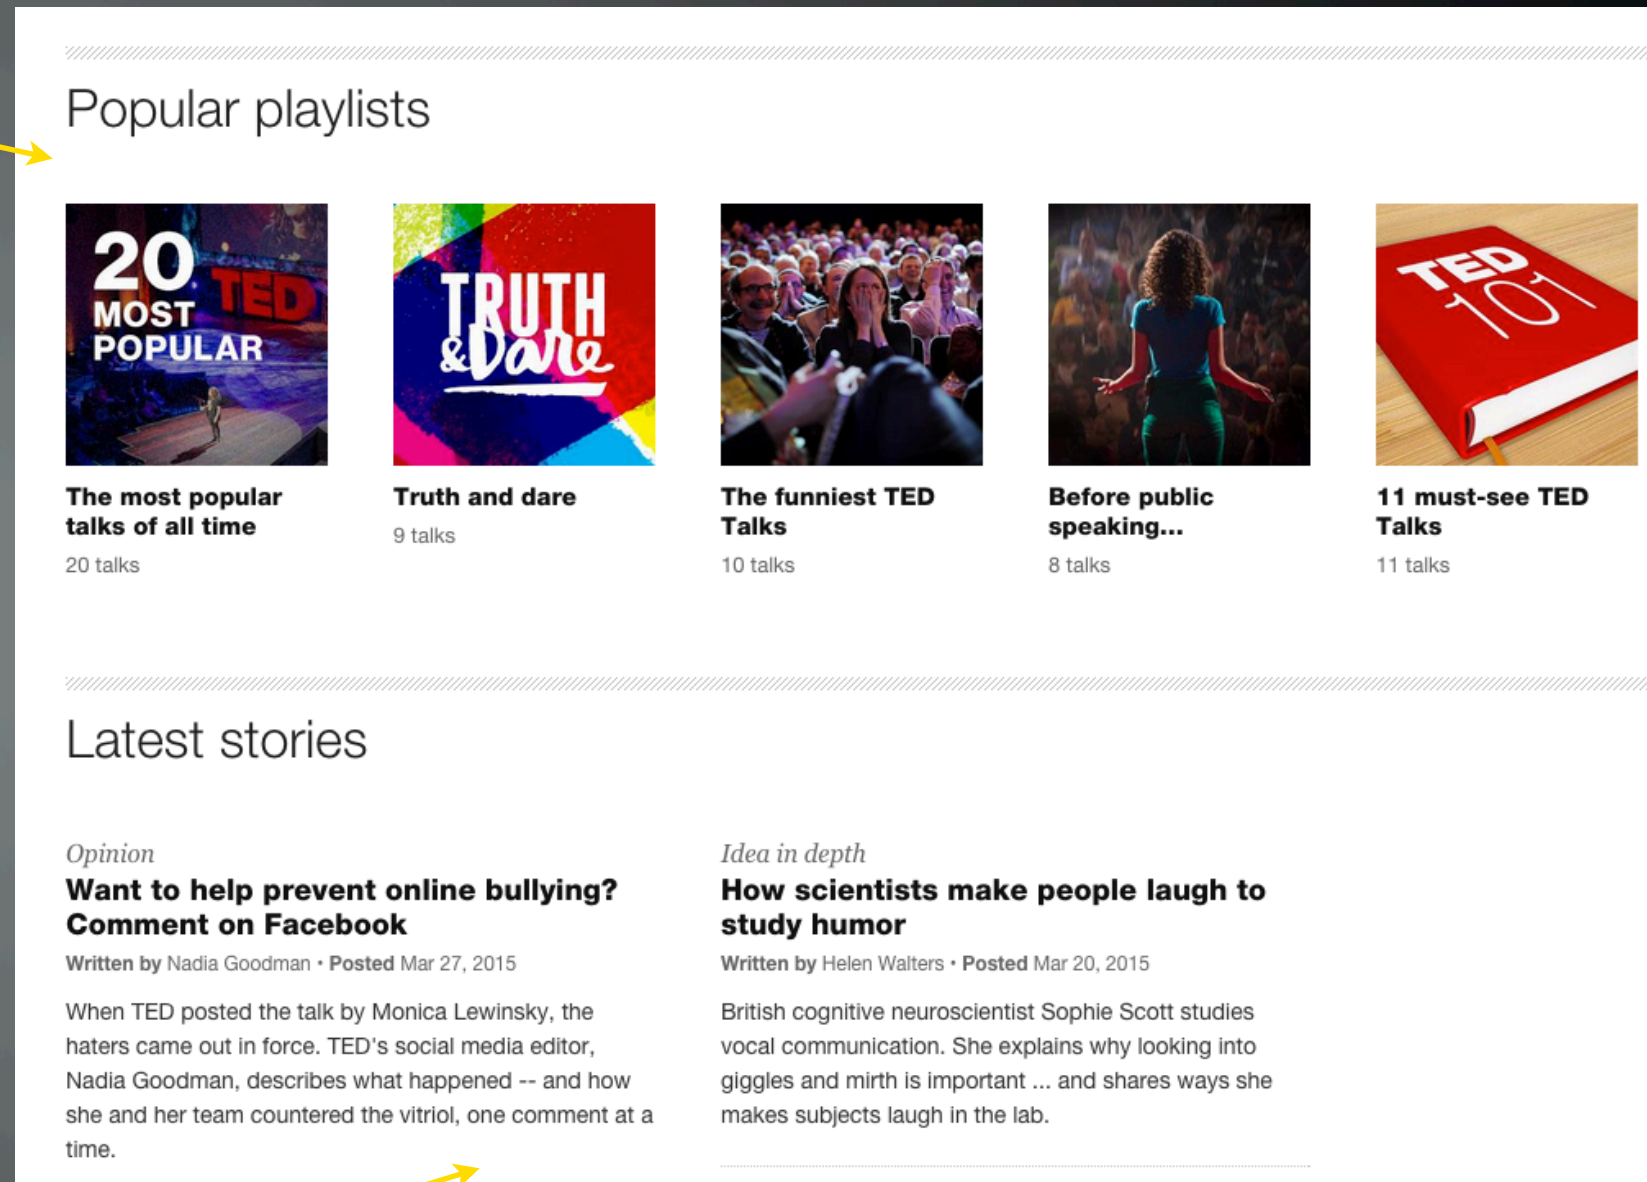 Popular playlists
20
MOST
POPULAR
TED
TRUTH
&Dare
TED
101
The most popular
talks of all time
20 talks
Truth and dare
9 talks
The funniest TED
Talks
10 talks
Before public
speaking...
8 talks
11 must-see TED
Talks
11 talks
Latest stories
Opinion
Want to help prevent online bullying?
Comment on Facebook
Written by Nadia Goodman • Posted Mar 27, 2015
When TED posted the talk by Monica Lewinsky, the
haters came out in force. TED's social media editor,
Nadia Goodman, describes what happened -- and how
she and her team countered the vitriol, one comment at a
time.
Idea in depth
How scientists make people laugh to
study humor
Written by Helen Walters • Posted Mar 20, 2015
British cognitive neuroscientist Sophie Scott studies
vocal communication. She explains why looking into
giggles and mirth is important ... and shares ways she
makes subjects laugh in the lab.